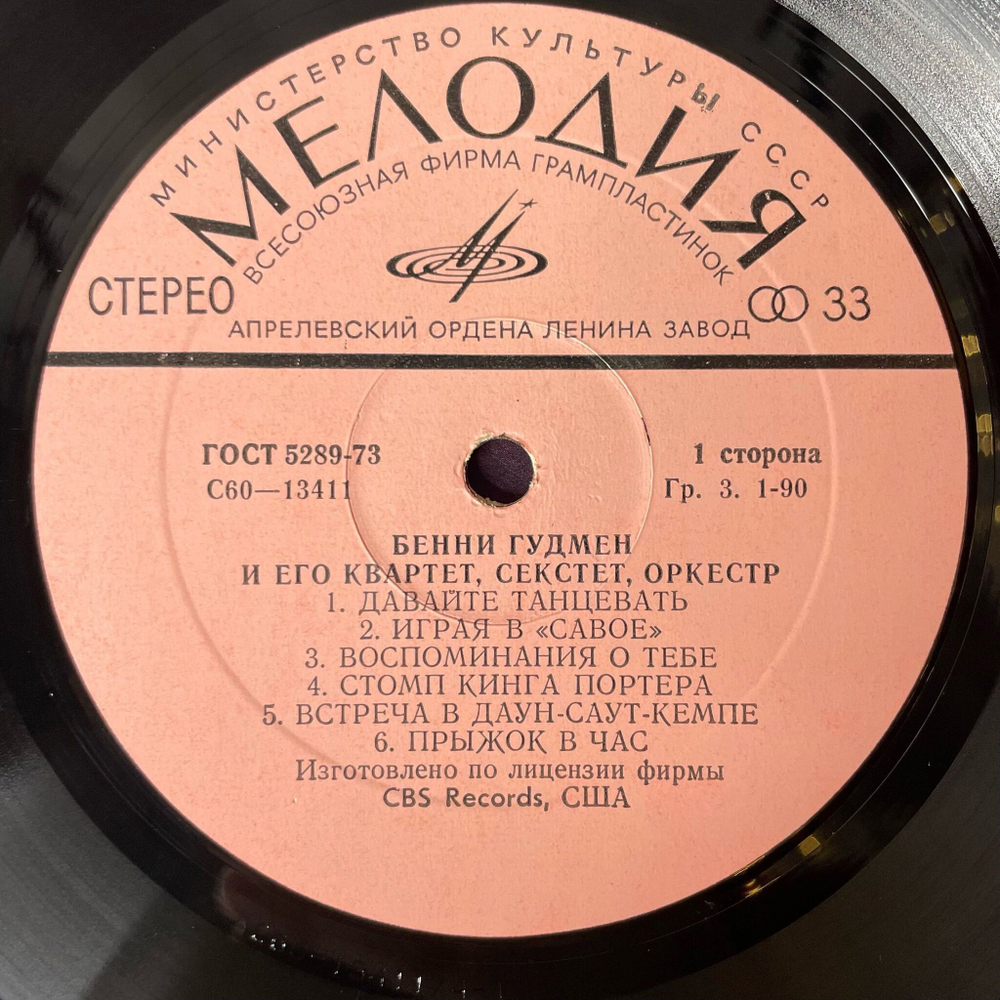 МИНИСТЕРСТВО КУЛЬТУРЫ СССР
МЕЛОДИЯ
ВСЕСОЮЗНАЯ ФИРМА ГРАМПЛАСТИНОК
СТЕРЕО
33
АПРЕЛЕВСКИЙ ОРДЕНА ЛЕНИНА ЗАВОД
ГОСТ 5289-73
1 сторона
С60—13411
Гр. 3. 1-90
БЕННИ ГУДМЕН
И ЕГО КВАРТЕТ, СЕКСТЕТ, ОРКЕСТР
1. ДАВАЙТЕ ТАНЦЕВАТЬ
2. ИГРАЯ В «САВОЕ»
3. ВОСПОМИНАНИЯ О ТЕБЕ
4. СТОМП КИНГА ПОРТЕРА
5. ВСТРЕЧА В ДАУН-САУТ-КЕМПЕ
6. ПРЫЖОК В ЧАС
Изготовлено по лицензии фирмы
CBS Records, США